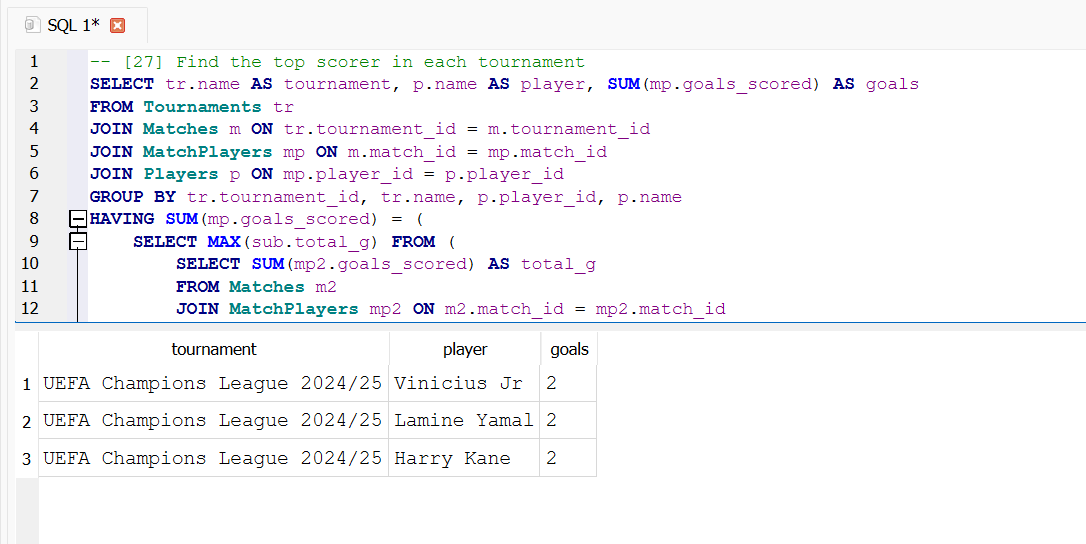 SQL 1*
1 -- [27] Find the top scorer in each tournament
2 SELECT tr.name AS tournament, p.name AS player, SUM(mp.goals_scored) AS goals
3 FROM Tournaments tr
4 JOIN Matches m ON tr.tournament_id = m.tournament_id
5 JOIN MatchPlayers mp ON m.match_id = mp.match_id
6 JOIN Players p ON mp.player_id = p.player_id
7 GROUP BY tr.tournament_id, tr.name, p.player_id, p.name
8 HAVING SUM(mp.goals_scored) = (
9 SELECT MAX(sub.total_g) FROM (
10 SELECT SUM(mp2.goals_scored) AS total_g
11 FROM Matches m2
12 JOIN MatchPlayers mp2 ON m2.match_id = mp2.match_id
tournament player goals
1 UEFA Champions League 2024/25 Vinicius Jr 2
2 UEFA Champions League 2024/25 Lamine Yamal 2
3 UEFA Champions League 2024/25 Harry Kane 2